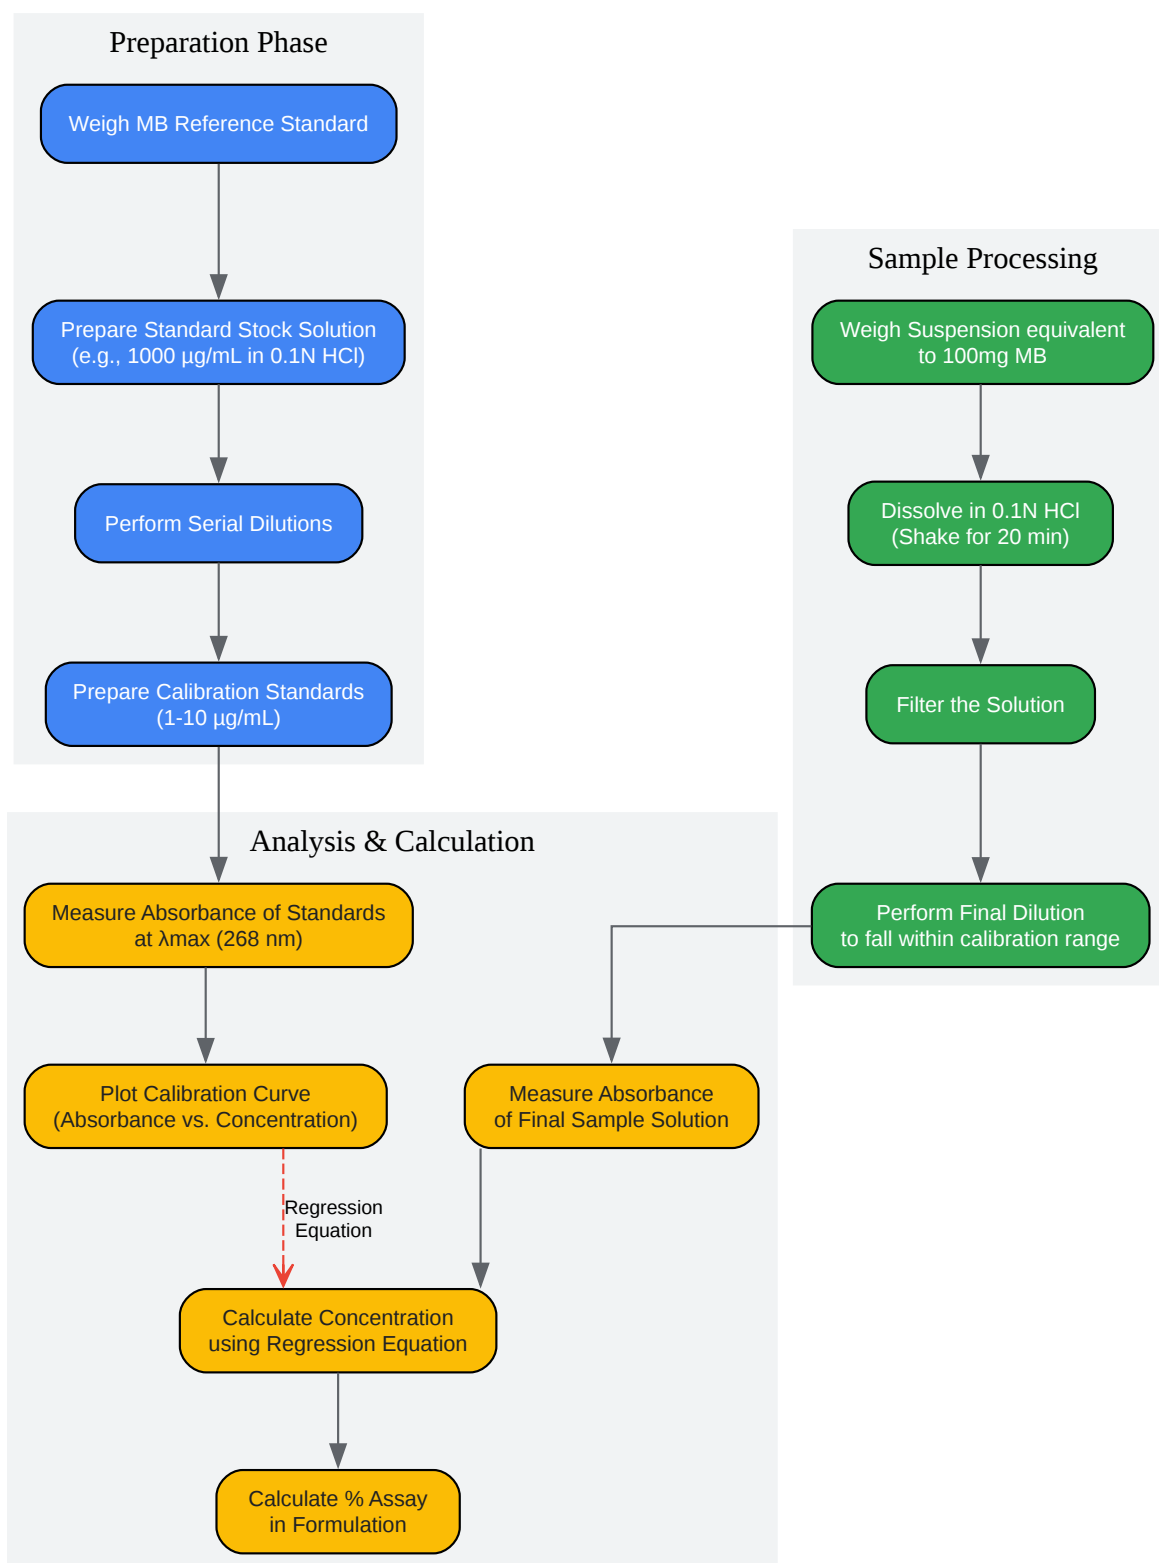 Preparation Phase
Weigh MB Reference Standard
Prepare Standard Stock Solution
(e.g., 1000 µg/mL in 0.1N HCl)
Perform Serial Dilutions
Prepare Calibration Standards
(1-10 µg/mL)
Sample Processing
Weigh Suspension equivalent
to 100mg MB
Dissolve in 0.1N HCl
(Shake for 20 min)
Filter the Solution
Perform Final Dilution
to fall within calibration range
Analysis & Calculation
Measure Absorbance of Standards
at λmax (268 nm)
Plot Calibration Curve
(Absorbance vs. Concentration)
Measure Absorbance
of Final Sample Solution
Regression
Equation
Calculate Concentration
using Regression Equation
Calculate % Assay
in Formulation